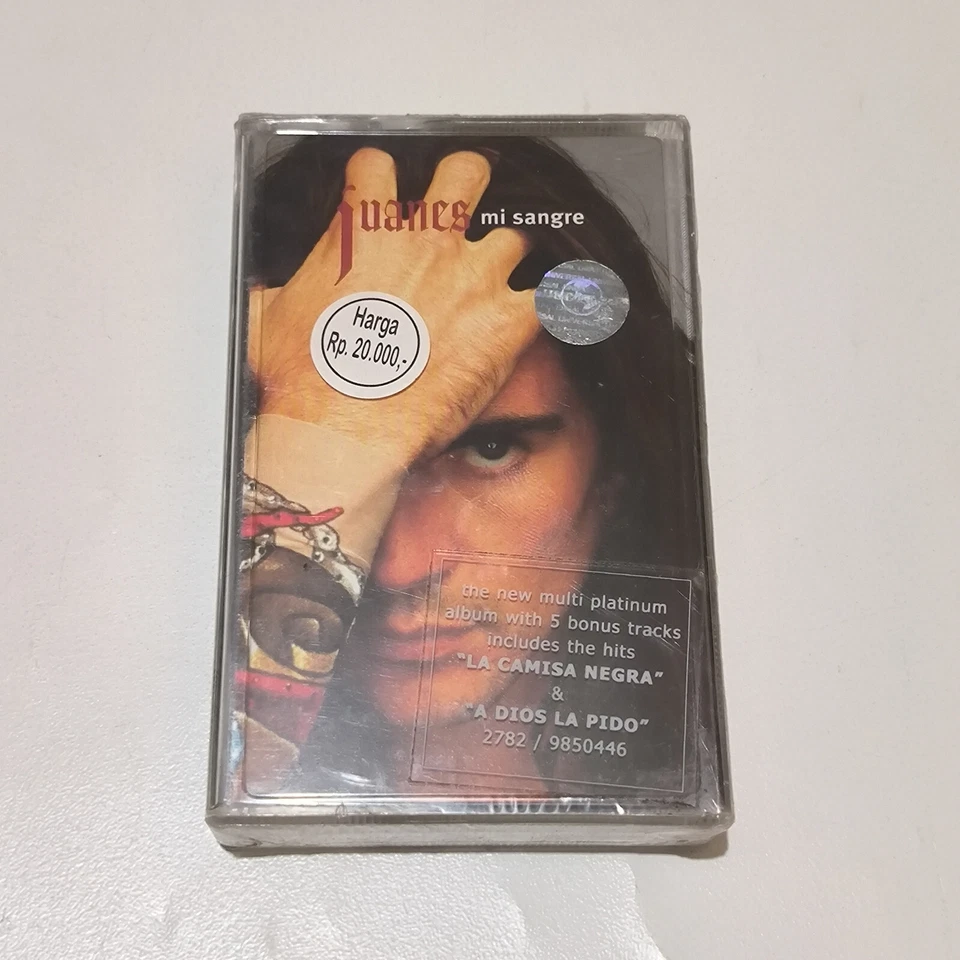 juanes mi sangre
Harga
Rp. 20.000,-
the new multi platinum
album with 5 bonus tracks
includes the hits
"LA CAMISA NEGRA"
&
"A DIOS LA PIDO"
2782 / 9850446